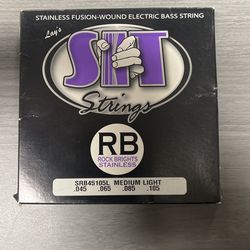 STAINLESS FUSION-WOUND ELECTRIC BASS STRING
SIT
Strings
RB
ROCK BRIGHTS
STAINLESS
SRB45105L MEDIUM LIGHT
.045 .065 .085 .105